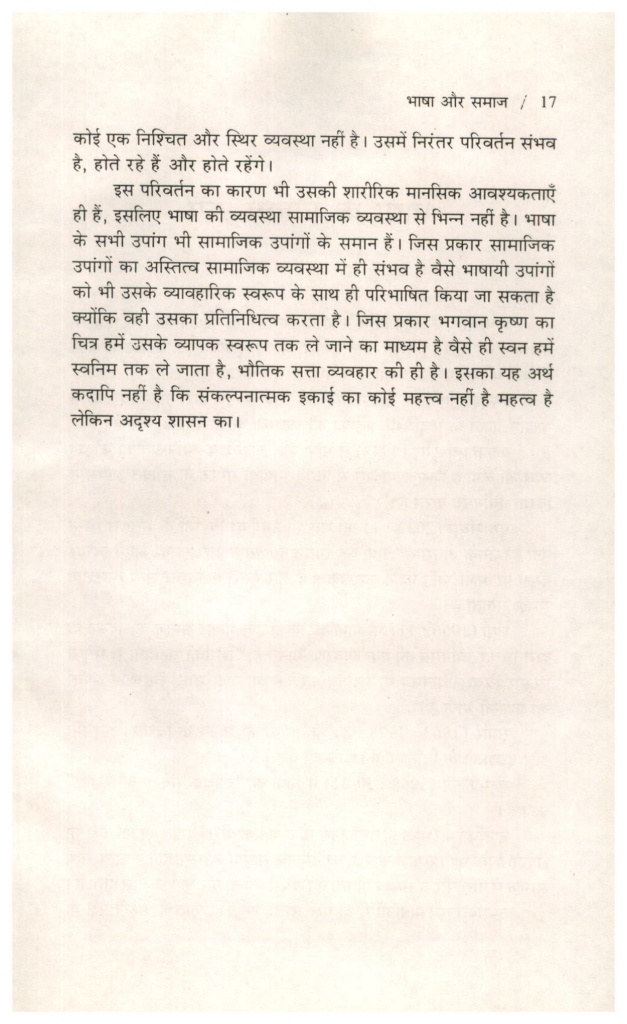 भाषा और समाज / 17
कोई एक निश्चित और स्थिर व्यवस्था नहीं है। उसमें निरंतर परिवर्तन संभव
है, होते रहे हैं और होते रहेंगे।
इस परिवर्तन का कारण भी उसकी शारीरिक मानसिक आवश्यकताएँ
ही हैं, इसलिए भाषा की व्यवस्था सामाजिक व्यवस्था से भिन्न नहीं है। भाषा
के सभी उपांग भी सामाजिक उपांगों के समान हैं। जिस प्रकार सामाजिक
उपांगों का अस्तित्व सामाजिक व्यवस्था में ही संभव है वैसे भाषायी उपांगों
को भी उसके व्यावहारिक स्वरूप के साथ ही परिभाषित किया जा सकता है
क्योंकि वही उसका प्रतिनिधित्व करता है। जिस प्रकार भगवान कृष्ण का
चित्र हमें उसके व्यापक स्वरूप तक ले जाने का माध्यम है वैसे ही स्वन हमें
स्वनिम तक ले जाता है, भौतिक सत्ता व्यवहार की ही है। इसका यह अर्थ
कदापि नहीं है कि संकल्पनात्मक इकाई का कोई महत्त्व नहीं है महत्व है
लेकिन अदृश्य शासन का।